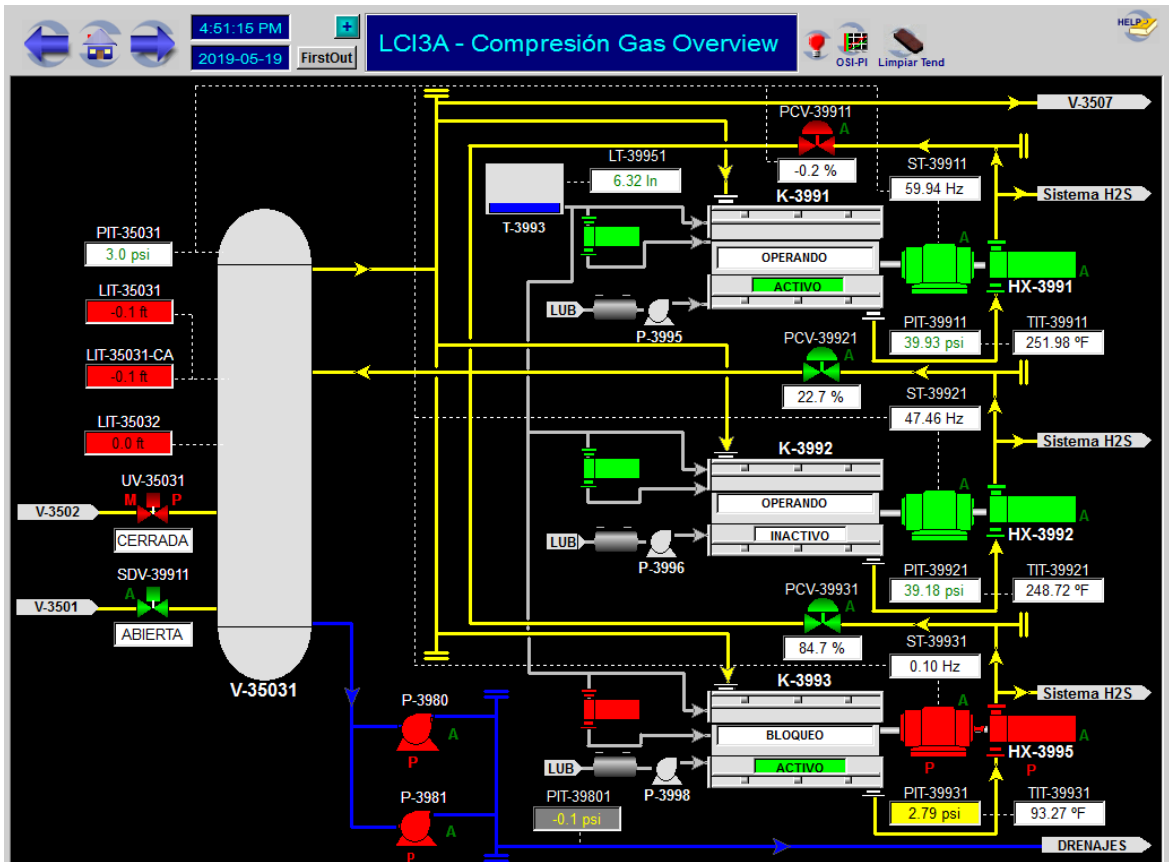 4:51:15 PM
+
2019-05-19
FirstOut
LCI3A - Compresión Gas Overview
OSI-PI
Limpiar Tend
HELP
V-3507
PCV-39911
A
-0.2 %
LT-39951
6.32 In
ST-39911
59.94 Hz
Sistema H2S
T-3993
K-3991
OPERANDO
ACTIVO
A
A
HX-3991
LUB
P-3995
PIT-39911
39.93 psi
TIT-39911
251.98 ºF
PIT-35031
3.0 psi
LIT-35031
-0.1 ft
LIT-35031-CA
-0.1 ft
LIT-35032
0.0 ft
UV-35031
M
P
V-3502
CERRADA
SDV-39911
A
V-3501
ABIERTA
V-35031
PCV-39921
A
22.7 %
ST-39921
47.46 Hz
Sistema H2S
K-3992
OPERANDO
INACTIVO
A
A
HX-3992
LUB
P-3996
PIT-39921
39.18 psi
TIT-39921
248.72 ºF
PCV-39931
A
84.7 %
ST-39931
0.10 Hz
Sistema H2S
K-3993
BLOQUEO
ACTIVO
A
P
A
HX-3995
P
LUB
P-3998
PIT-39931
2.79 psi
TIT-39931
93.27 ºF
P-3980
A
P
P-3981
A
P
PIT-39801
-0.1 psi
DRENAJES